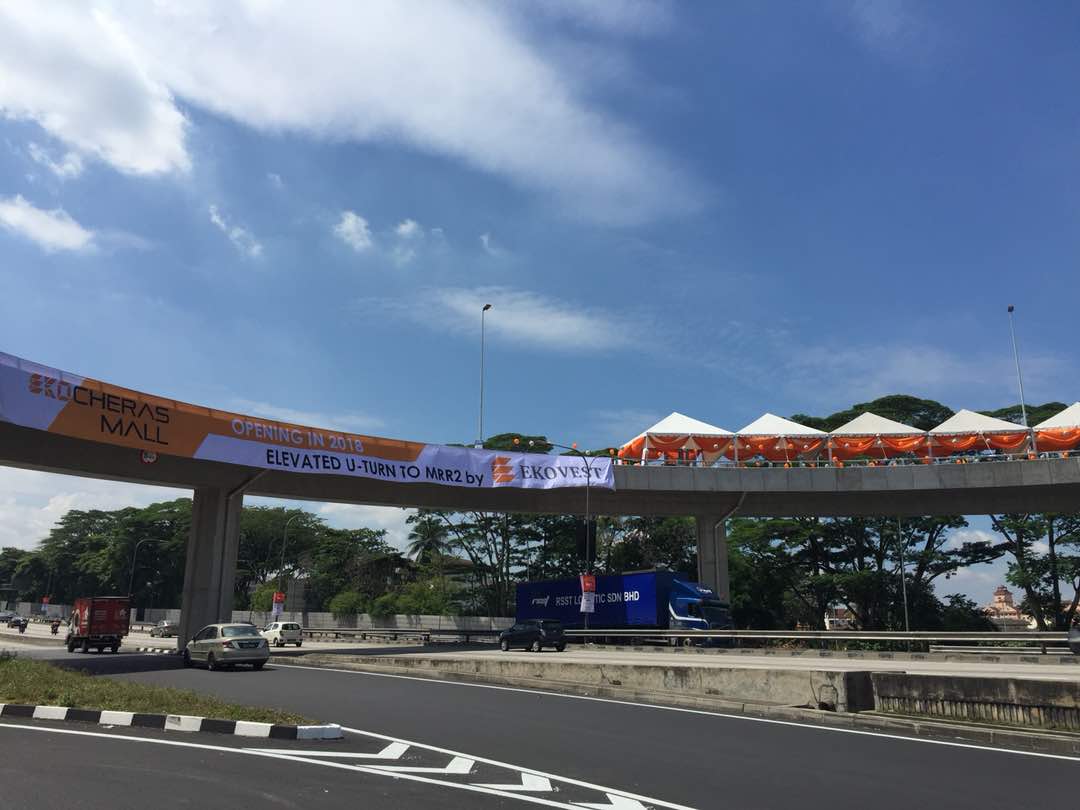 EKOCHERAS
MALL
OPENING IN 2018
ELEVATED U-TURN TO MRR2 by
EKOVEST
RSST LOGISTIC SDN BHD